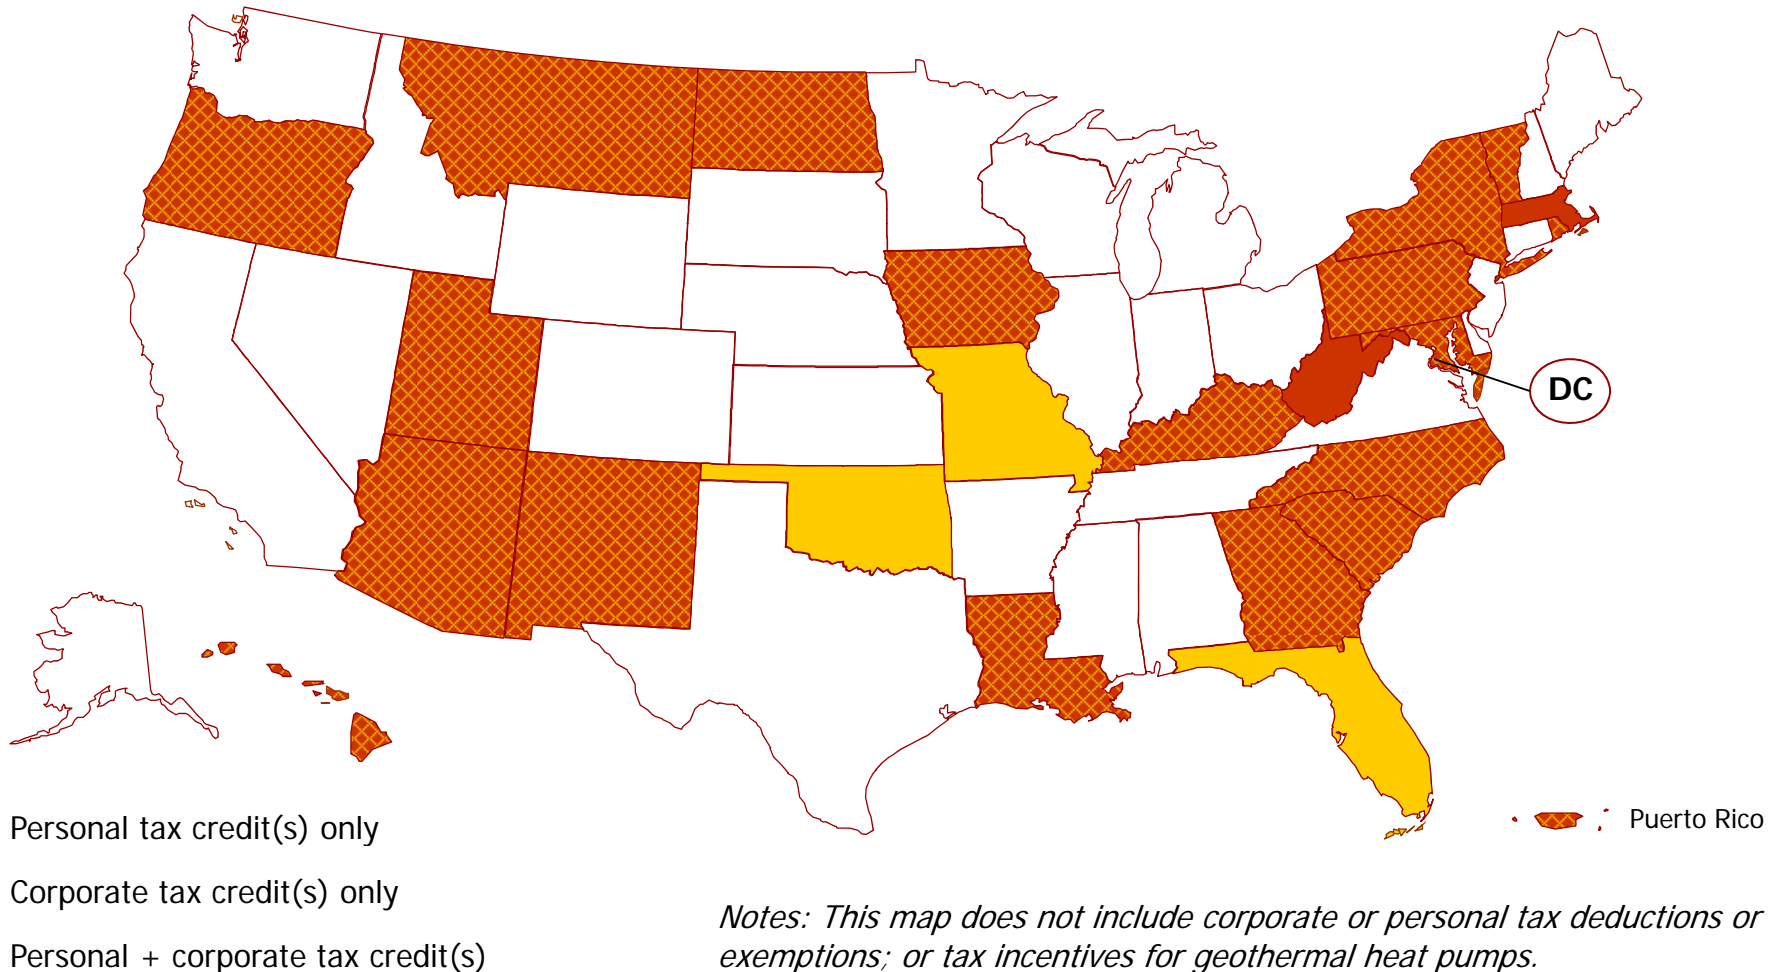 DC
Puerto Rico
Personal tax credit(s) only
Corporate tax credit(s) only
Personal + corporate tax credit(s)
Notes: This map does not include corporate or personal tax deductions or
exemptions; or tax incentives for geothermal heat pumps.